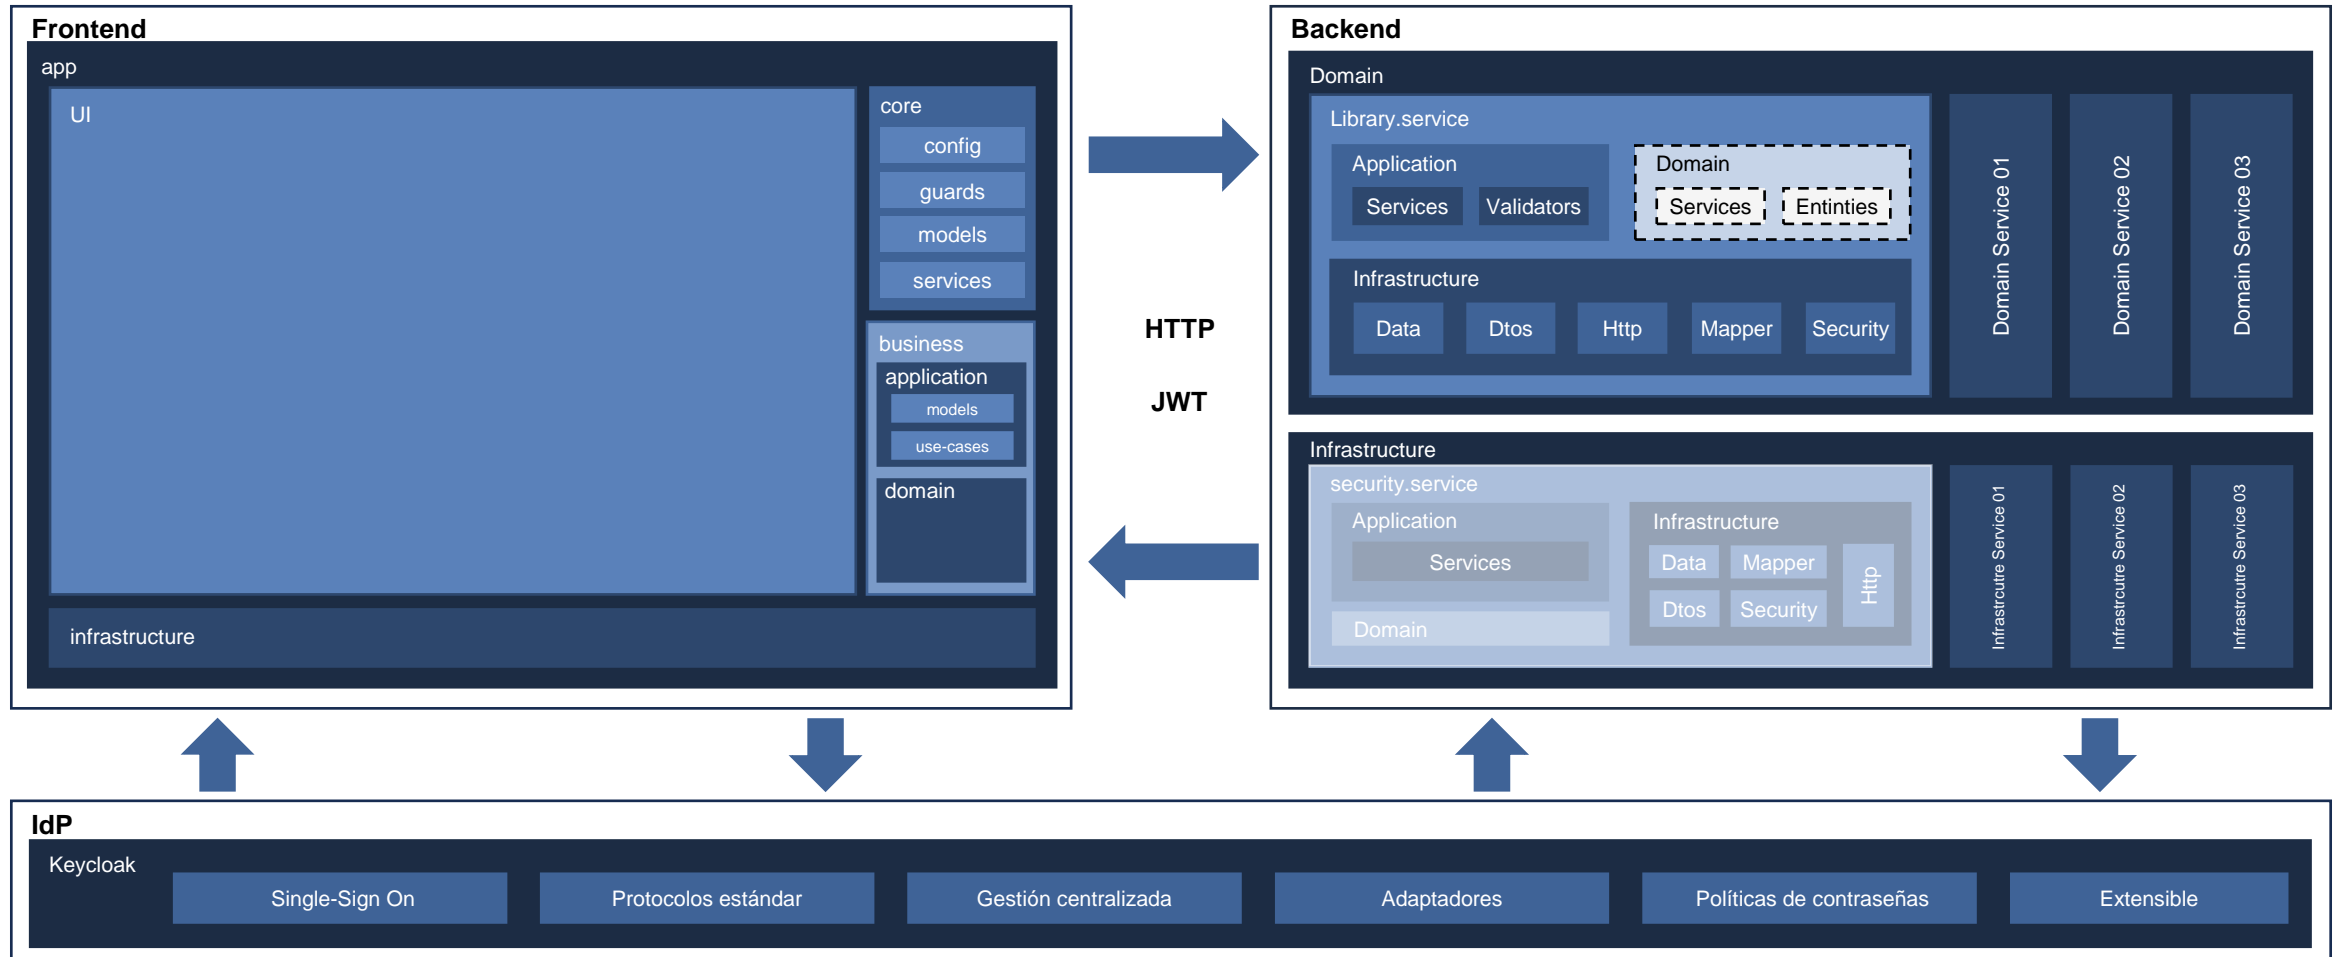 Frontend
app
UI
core
config
guards
models
services
business
application
models
use-cases
domain
infrastructure
HTTP
JWT
Backend
Domain
Library.service
Application
Services
Validators
Domain
Services
Entinties
Infrastructure
Data
Dtos
Http
Mapper
Security
Domain Service 01
Domain Service 02
Domain Service 03
Infrastructure
security.service
Application
Services
Domain
Infrastructure
Data
Mapper
Dtos
Security
Http
Infrastrcutre Service 01
Infrastrcutre Service 02
Infrastrcutre Service 03
IdP
Keycloak
Single-Sign On
Protocolos estándar
Gestión centralizada
Adaptadores
Políticas de contraseñas
Extensible